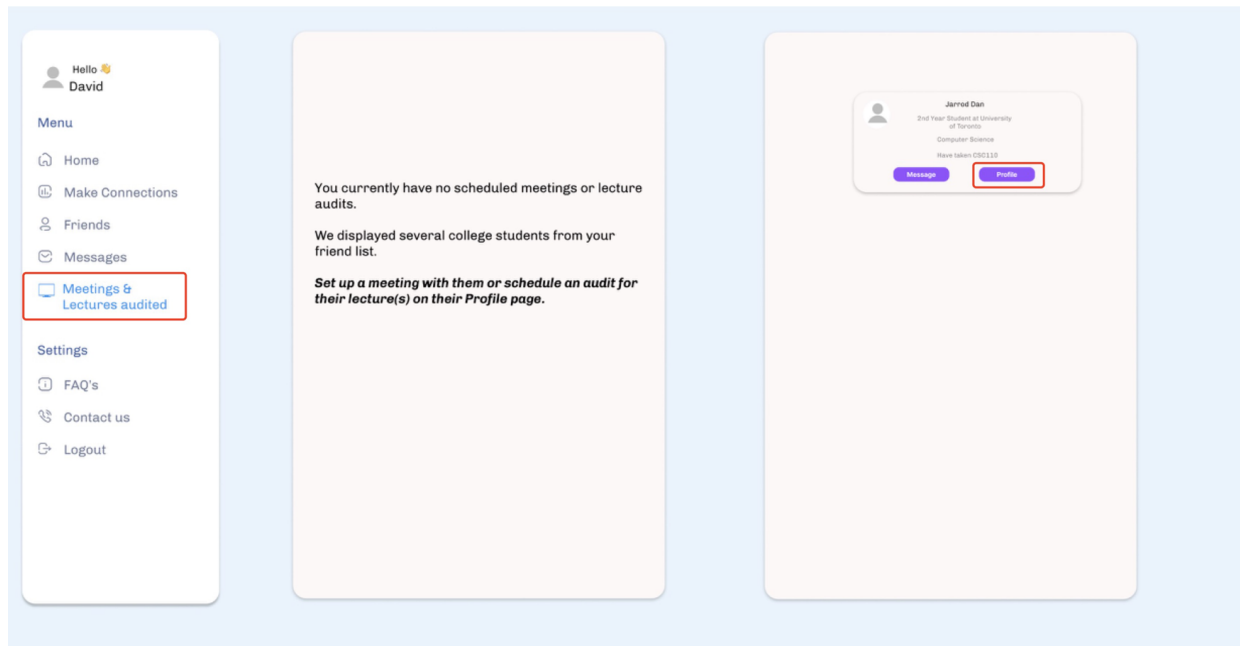 Hello 👋
David
Menu
Home
Make Connections
Friends
Messages
Meetings &
Lectures audited
Settings
FAQ's
Contact us
Logout
You currently have no scheduled meetings or lecture
audits.
We displayed several college students from your
friend list.
Set up a meeting with them or schedule an audit for
their lecture(s) on their Profile page.
Jarrod Dan
2nd Year Student at University
of Toronto
Computer Science
Have taken CSC110
Message
Profile